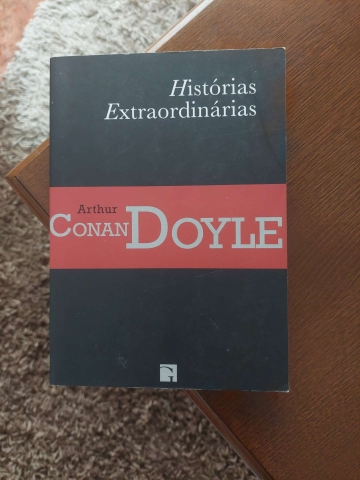 Histórias
Extraordinárias
Arthur
CONAN DOYLE
G